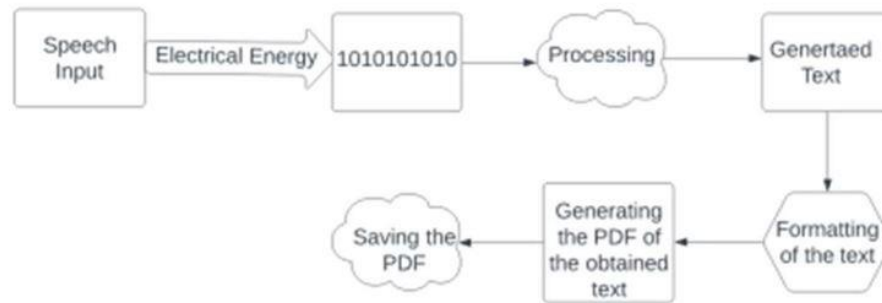 Speech
Input
Electrical Energy
1010101010
Processing
Genertaed
Text
Formatting
of the text
Generating
the PDF of
the obtained
text
Saving the
PDF